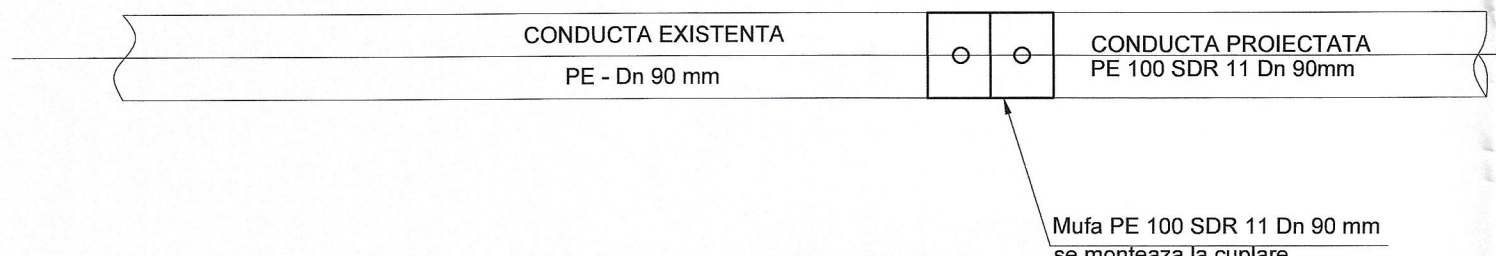 CONDUCTA EXISTENTA
PE - Dn 90 mm
CONDUCTA PROIECTATA
PE 100 SDR 11 Dn 90mm
Mufa PE 100 SDR 11 Dn 90 mm
se monteaza la cuplare